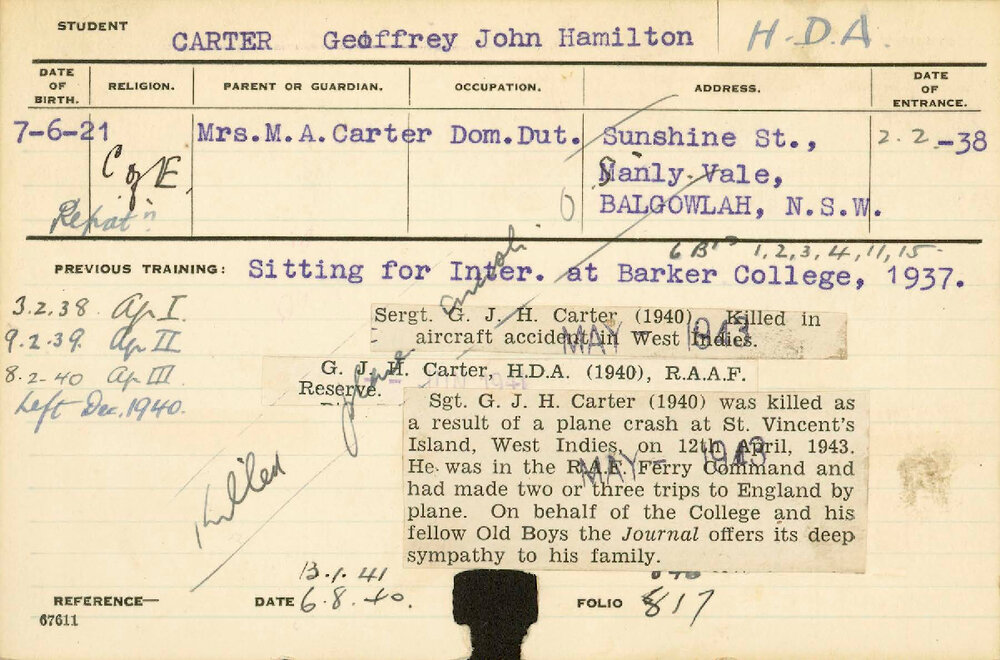 STUDENT
CARTER Geoffrey John Hamilton H.D.A.
DATE OF BIRTH. RELIGION. PARENT OR GUARDIAN. OCCUPATION. ADDRESS. DATE OF ENTRANCE.
7-6-21 Mrs.M.A.Carter Dom.Dut. Sunshine St., 2.2.-38
C of E Manly Vale,
Repat'n BALGOWLAH, N.S.W.
1,2,3,4,11,15
PREVIOUS TRAINING: Sitting for Inter. at Barker College, 1937.
3.2.38. Ag I.
9.2.39. Ag II
8.2.40 Ag III.
Left Dec. 1940.
Sergt. G. J. H. Carter (1940) Killed in
aircraft accident in West Indies.
MAY - 1943
G. J. H. Carter, H.D.A. (1940), R.A.A.F.
Reserve.
Sgt. G. J. H. Carter (1940) was killed as
a result of a plane crash at St. Vincent's
Island, West Indies, on 12th April, 1943.
He was in the R.A.F. Ferry Command and
had made two or three trips to England by
plane. On behalf of the College and his
fellow Old Boys the Journal offers its deep
sympathy to his family.
MAY - 1943
Killed plane crash.
13.1.41
REFERENCE— DATE 6.8.40. FOLIO 817
67611